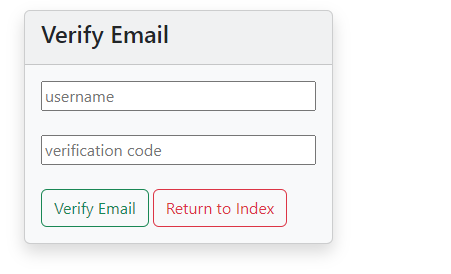 Verify Email
username
verification code
Verify Email Return to Index